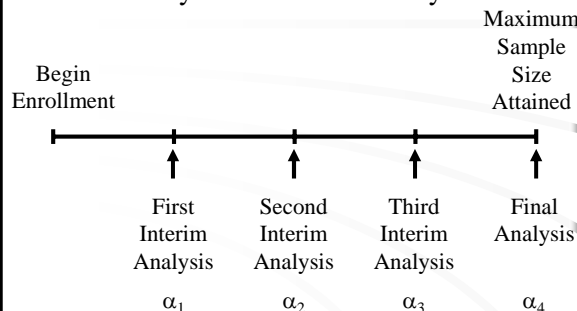 Maximum
Sample
Size
Attained
Begin
Enrollment
First
Interim
Analysis
Second
Interim
Analysis
Third
Interim
Analysis
Final
Analysis
α1
α2
α3
α4